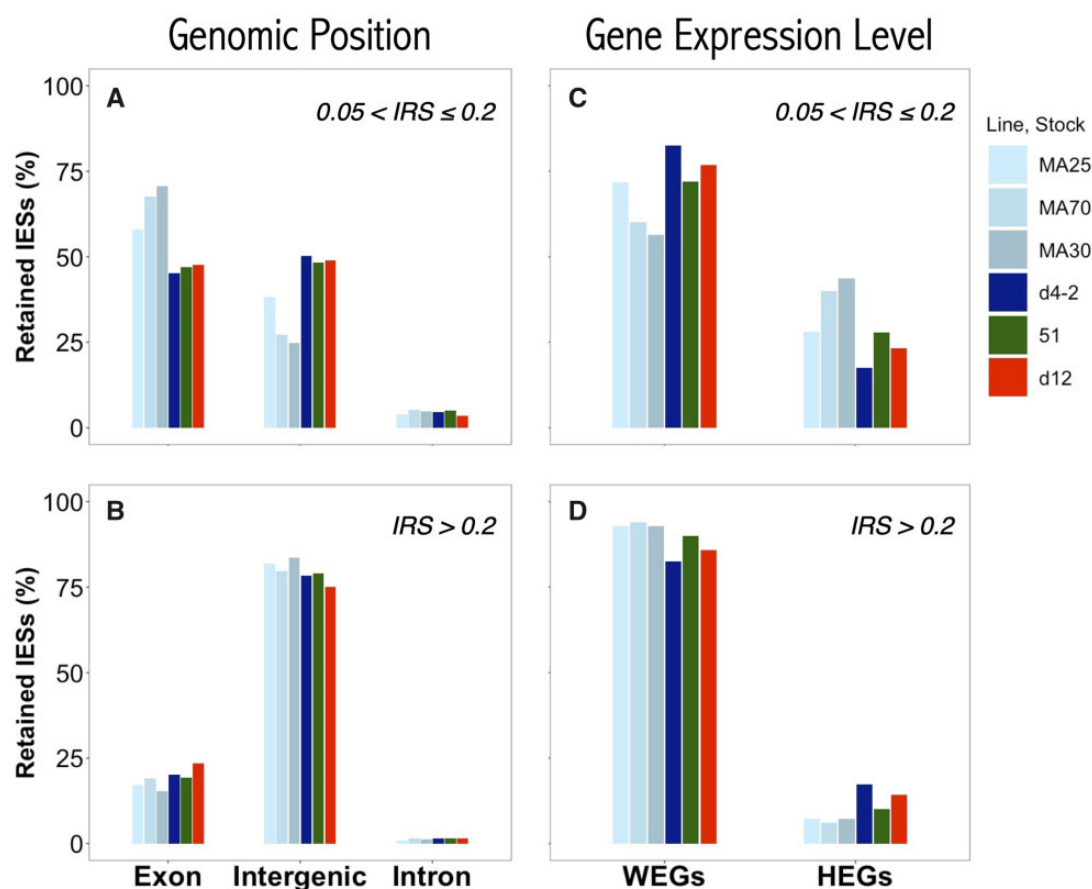 Genomic Position
Gene Expression Level
A
0.05 < IRS ≤ 0.2
C
0.05 < IRS ≤ 0.2
Retained IESs (%)
100
75
50
25
0
Line, Stock
MA25
MA70
MA30
d4-2
51
d12
B
IRS > 0.2
D
IRS > 0.2
Retained IESs (%)
100
75
50
25
0
Exon Intergenic Intron
WEGs HEGs